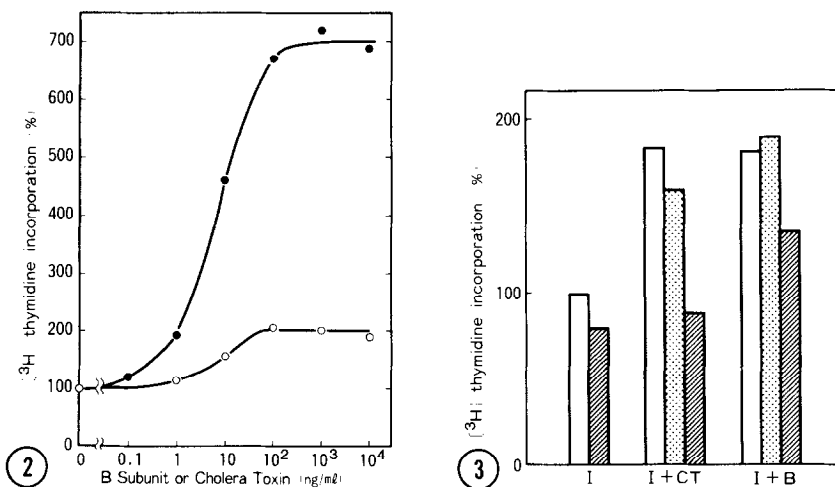 700
600
500
400
300
200
100
0
[³H] thymidine incorporation (%)
0 0.1 1 10 10² 10³ 10⁴
B Subunit or Cholera Toxin (ng/ml)
2
200
100
0
[³H] thymidine incorporation %)
I I + CT I + B
3